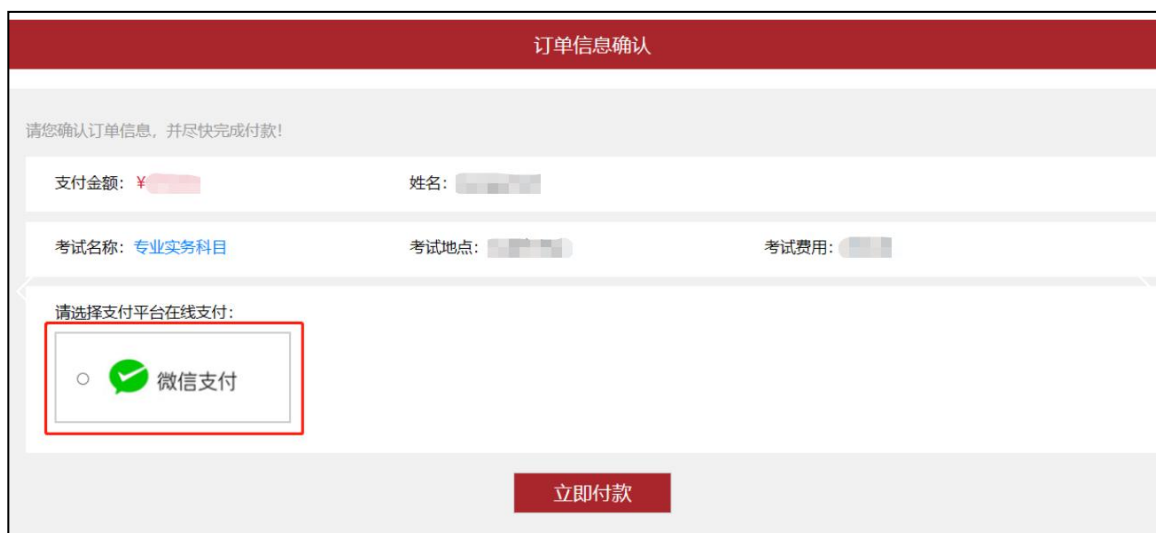 订单信息确认
请您确认订单信息，并尽快完成付款！
支付金额：¥ 姓名：
考试名称：专业实务科目 考试地点： 考试费用：
请选择支付平台在线支付：
微信支付
立即付款